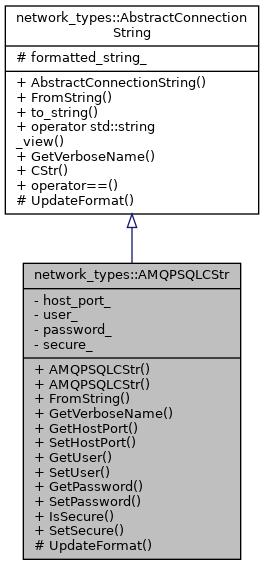 network_types::AbstractConnection
String
# formatted_string_
+ AbstractConnectionString()
+ FromString()
+ to_string()
+ operator std::string
_view()
+ GetVerboseName()
+ CStr()
+ operator==()
# UpdateFormat()
network_types::AMQPSQLCStr
- host_port_
- user_
- password_
- secure_
+ AMQPSQLCStr()
+ AMQPSQLCStr()
+ FromString()
+ GetVerboseName()
+ GetHostPort()
+ SetHostPort()
+ GetUser()
+ SetUser()
+ GetPassword()
+ SetPassword()
+ IsSecure()
+ SetSecure()
# UpdateFormat()